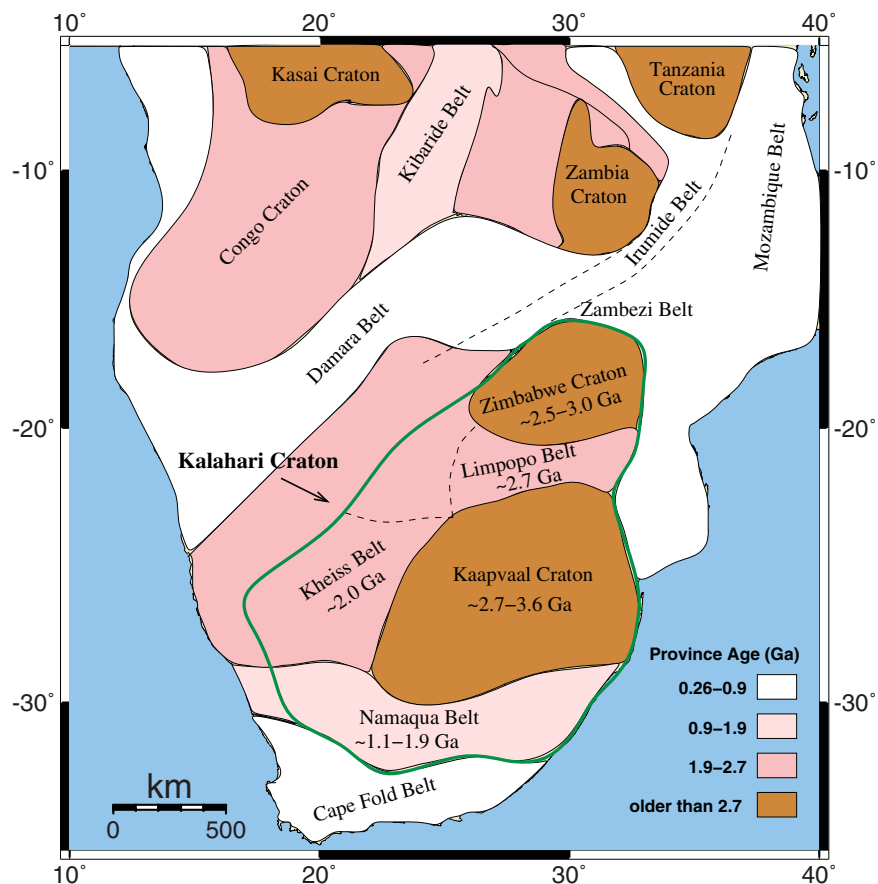 10° 20° 30° 40°
Kasai Craton
Tanzania
Craton
Kibaride Belt
-10°
Zambia
Craton
Mozambique Belt
Congo Craton
Irumide Belt
Zambezi Belt
Damara Belt
Zimbabwe Craton
~2.5–3.0 Ga
-20°
Kalahari Craton
Limpopo Belt
~2.7 Ga
Kheiss Belt
~2.0 Ga
Kaapvaal Craton
~2.7–3.6 Ga
Province Age (Ga)
0.26–0.9
-30°
Namaqua Belt
~1.1–1.9 Ga
0.9–1.9
1.9–2.7
km
0 500
Cape Fold Belt
older than 2.7
10° 20° 30° 40°